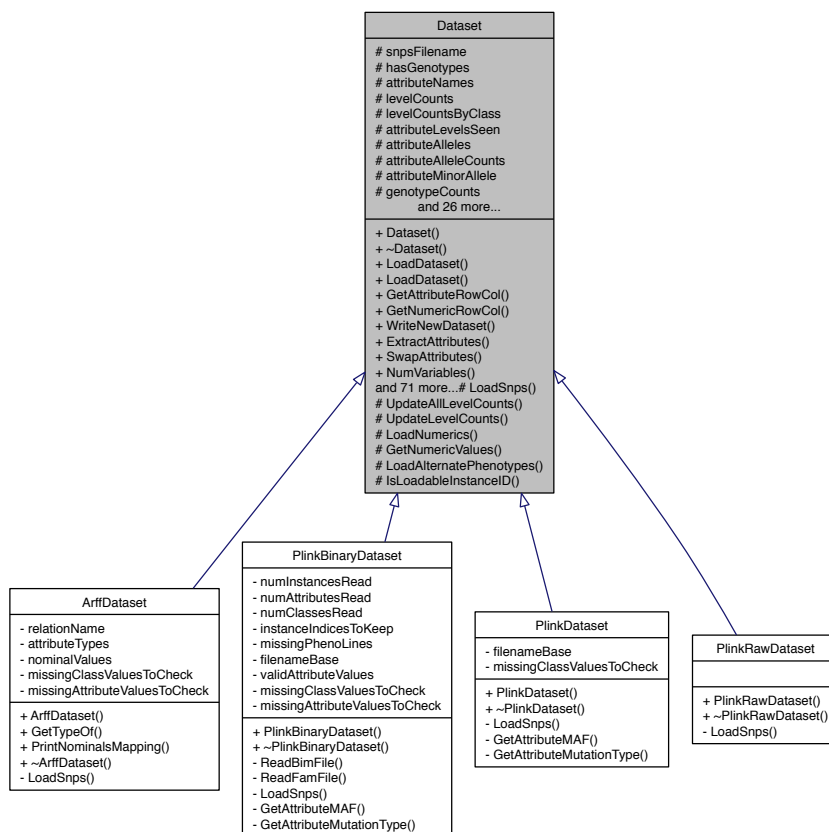 Dataset
# snpsFilename
# hasGenotypes
# attributeNames
# levelCounts
# levelCountsByClass
# attributeLevelsSeen
# attributeAlleles
# attributeAlleleCounts
# attributeMinorAllele
# genotypeCounts
and 26 more...
+ Dataset()
+ ~Dataset()
+ LoadDataset()
+ LoadDataset()
+ GetAttributeRowCol()
+ GetNumericRowCol()
+ WriteNewDataset()
+ ExtractAttributes()
+ SwapAttributes()
+ NumVariables()
and 71 more...# LoadSnps()
# UpdateAllLevelCounts()
# UpdateLevelCounts()
# LoadNumerics()
# GetNumericValues()
# LoadAlternatePhenotypes()
# IsLoadableInstanceID()
ArffDataset
- relationName
- attributeTypes
- nominalValues
- missingClassValuesToCheck
- missingAttributeValuesToCheck
+ ArffDataset()
+ GetTypeOf()
+ PrintNominalsMapping()
+ ~ArffDataset()
- LoadSnps()
PlinkBinaryDataset
- numInstancesRead
- numAttributesRead
- numClassesRead
- instanceIndicesToKeep
- missingPhenoLines
- filenameBase
- validAttributeValues
- missingClassValuesToCheck
- missingAttributeValuesToCheck
+ PlinkBinaryDataset()
+ ~PlinkBinaryDataset()
- ReadBimFile()
- ReadFamFile()
- LoadSnps()
- GetAttributeMAF()
- GetAttributeMutationType()
PlinkDataset
- filenameBase
- missingClassValuesToCheck
+ PlinkDataset()
+ ~PlinkDataset()
- LoadSnps()
- GetAttributeMAF()
- GetAttributeMutationType()
PlinkRawDataset
+ PlinkRawDataset()
+ ~PlinkRawDataset()
- LoadSnps()